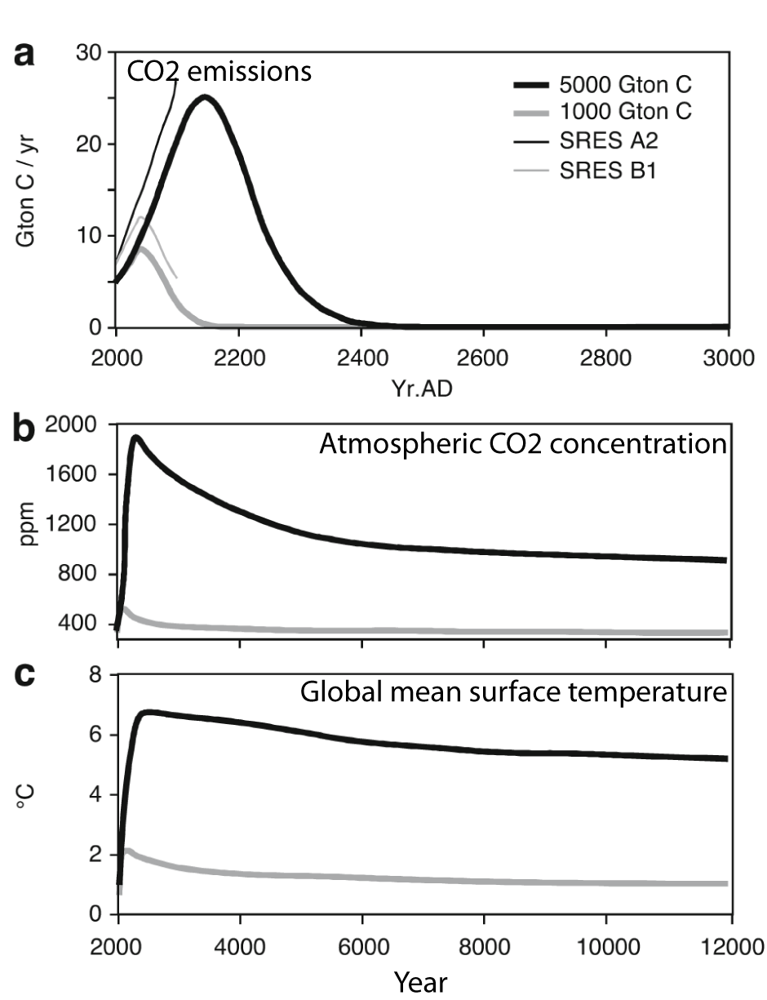 a
30
CO2 emissions
5000 Gton C
1000 Gton C
SRES A2
SRES B1
20
Gton C / yr
10
0
2000 2200 2400 2600 2800 3000
Yr.AD
b
2000
Atmospheric CO2 concentration
1600
1200
ppm
800
400
c
8
Global mean surface temperature
6
°C
4
2
0
2000 4000 6000 8000 10000 12000
Year